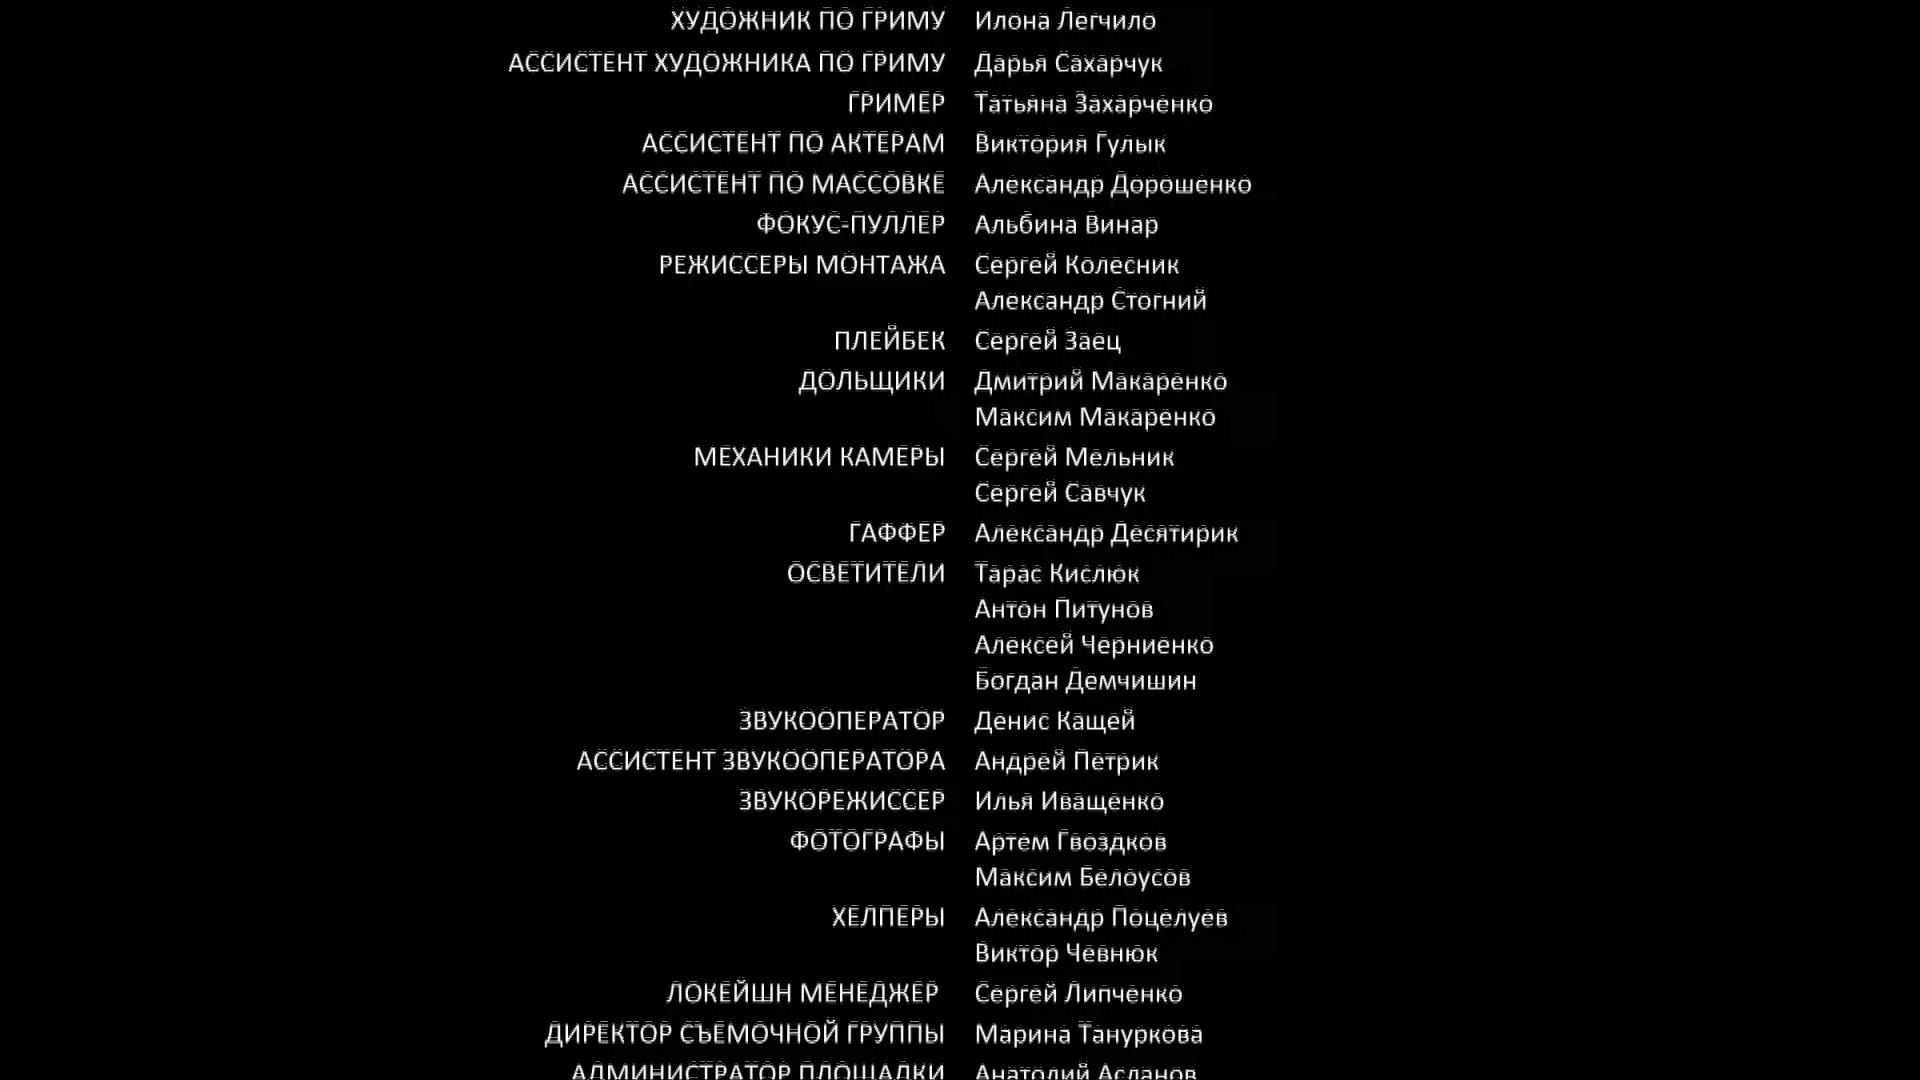 ХУДОЖНИК ПО ГРИМУ Илона Легчило
АССИСТЕНТ ХУДОЖНИКА ПО ГРИМУ Дарья Сахарчук
ГРИМЕР Татьяна Захарченко
АССИСТЕНТ ПО АКТЕРАМ Виктория Гулык
АССИСТЕНТ ПО МАССОВКЕ Александр Дорошенко
ФОКУС-ПУЛЛЕР Альбина Винар
РЕЖИССЕРЫ МОНТАЖА Сергей Колесник
Александр Стогний
ПЛЕЙБЕК Сергей Заец
ДОЛЬЩИКИ Дмитрий Макаренко
Максим Макаренко
МЕХАНИКИ КАМЕРЫ Сергей Мельник
Сергей Савчук
ГАФФЕР Александр Десятирик
ОСВЕТИТЕЛИ Тарас Кислюк
Антон Питунов
Алексей Черниенко
Богдан Демчишин
ЗВУКООПЕРАТОР Денис Кащей
АССИСТЕНТ ЗВУКООПЕРАТОРА Андрей Петрик
ЗВУКОРЕЖИССЕР Илья Иващенко
ФОТОГРАФЫ Артем Гвоздков
Максим Белоусов
ХЕЛПЕРЫ Александр Поцелуев
Виктор Чевнюк
ЛОКЕЙШН МЕНЕДЖЕР Сергей Липченко
ДИРЕКТОР СЪЕМОЧНОЙ ГРУППЫ Марина Тануркова
АДМИНИСТРАТОР ПЛОЩАДКИ Анатолий Асланов